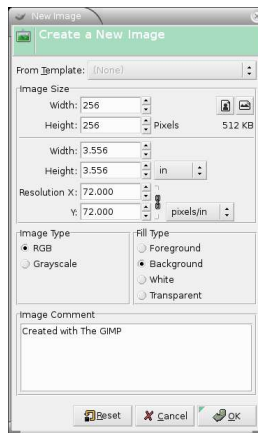 New Image
Create a New Image
From Template: (None)
Image Size
Width: 256
Height: 256 Pixels 512 KB
Width: 3.556
Height: 3.556 in
Resolution X: 72.000
Y: 72.000 pixels/in
Image Type
RGB
Grayscale
Fill Type
Foreground
Background
White
Transparent
Image Comment
Created with The GIMP
Reset Cancel OK